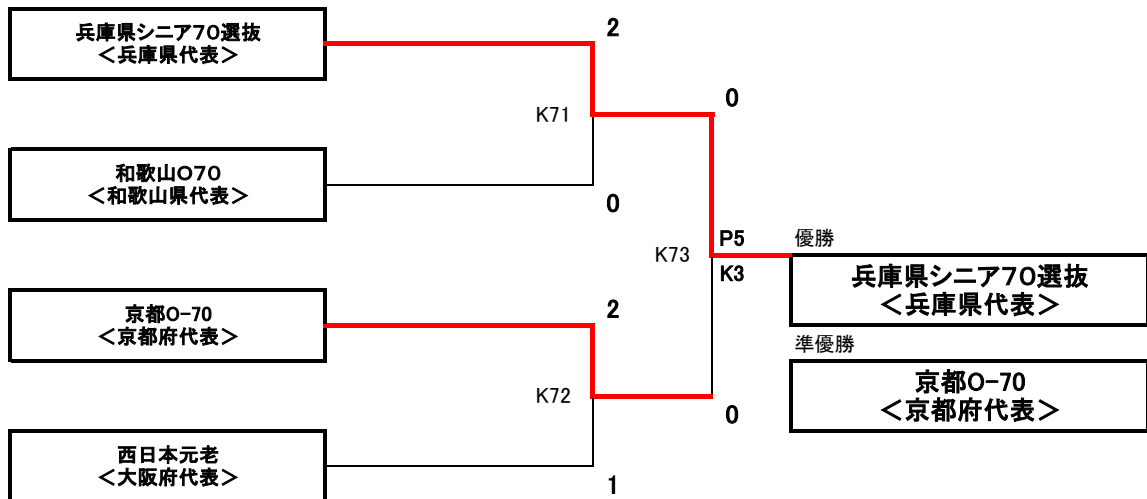 兵庫県シニア70選抜
＜兵庫県代表＞
2
0
K71
和歌山O70
＜和歌山県代表＞
0
K73
P5
K3
優勝
兵庫県シニア70選抜
＜兵庫県代表＞
京都O-70
＜京都府代表＞
2
準優勝
京都O-70
＜京都府代表＞
K72
0
西日本元老
＜大阪府代表＞
1